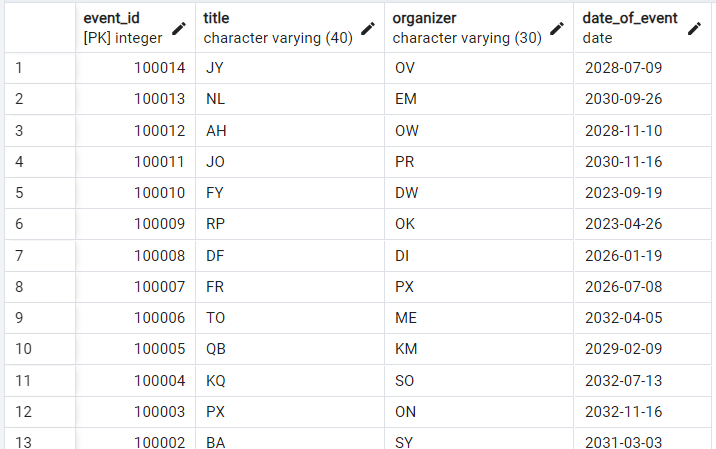 event_id title organizer date_of_event
[PK] integer character varying (40) character varying (30) date
1 100014 JY OV 2028-07-09
2 100013 NL EM 2030-09-26
3 100012 AH OW 2028-11-10
4 100011 JO PR 2030-11-16
5 100010 FY DW 2023-09-19
6 100009 RP OK 2023-04-26
7 100008 DF DI 2026-01-19
8 100007 FR PX 2026-07-08
9 100006 TO ME 2032-04-05
10 100005 QB KM 2029-02-09
11 100004 KQ SO 2032-07-13
12 100003 PX ON 2032-11-16
13 100002 BA SY 2031-03-03